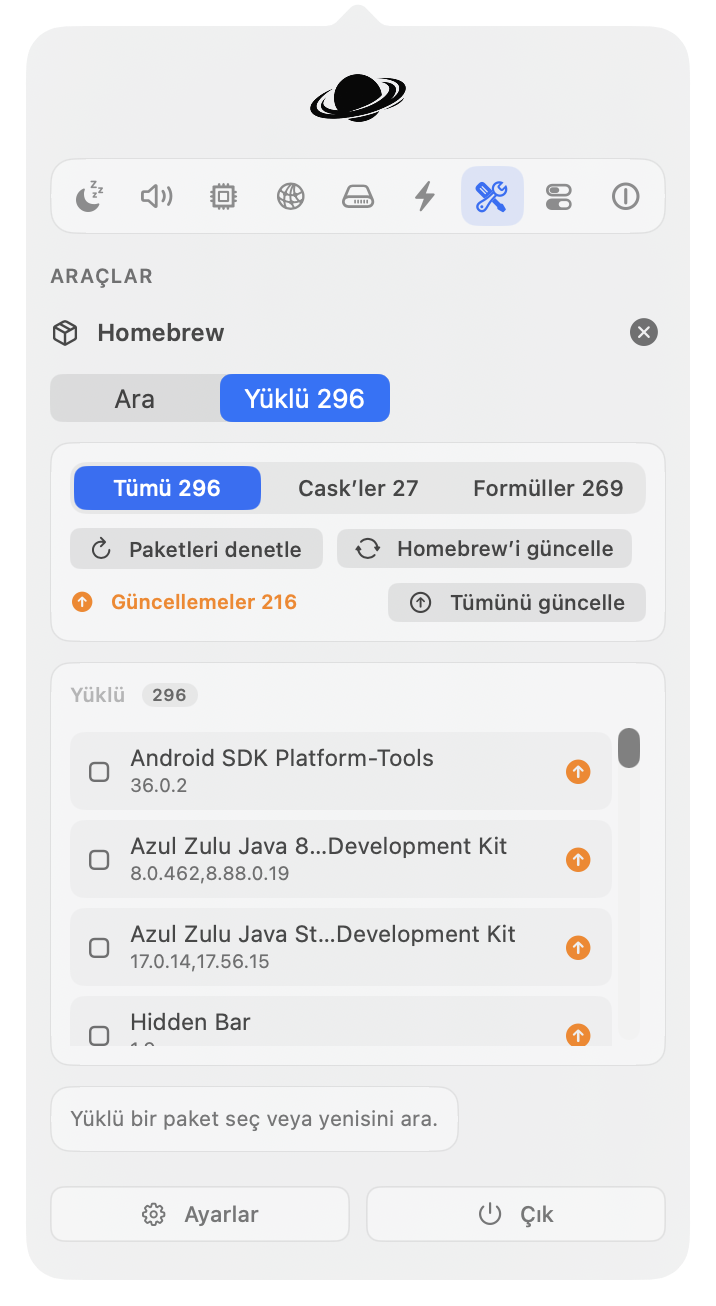 ARAÇLAR
Homebrew
Ara
Yüklü 296
Tümü 296
Cask’ler 27
Formüller 269
Paketleri denetle
Homebrew’i güncelle
Güncellemeler 216
Tümünü güncelle
Yüklü 296
Android SDK Platform-Tools
36.0.2
Azul Zulu Java 8...Development Kit
8.0.462,8.88.0.19
Azul Zulu Java St...Development Kit
17.0.14,17.56.15
Hidden Bar
Yüklü bir paket seç veya yenisini ara.
Ayarlar
Çık